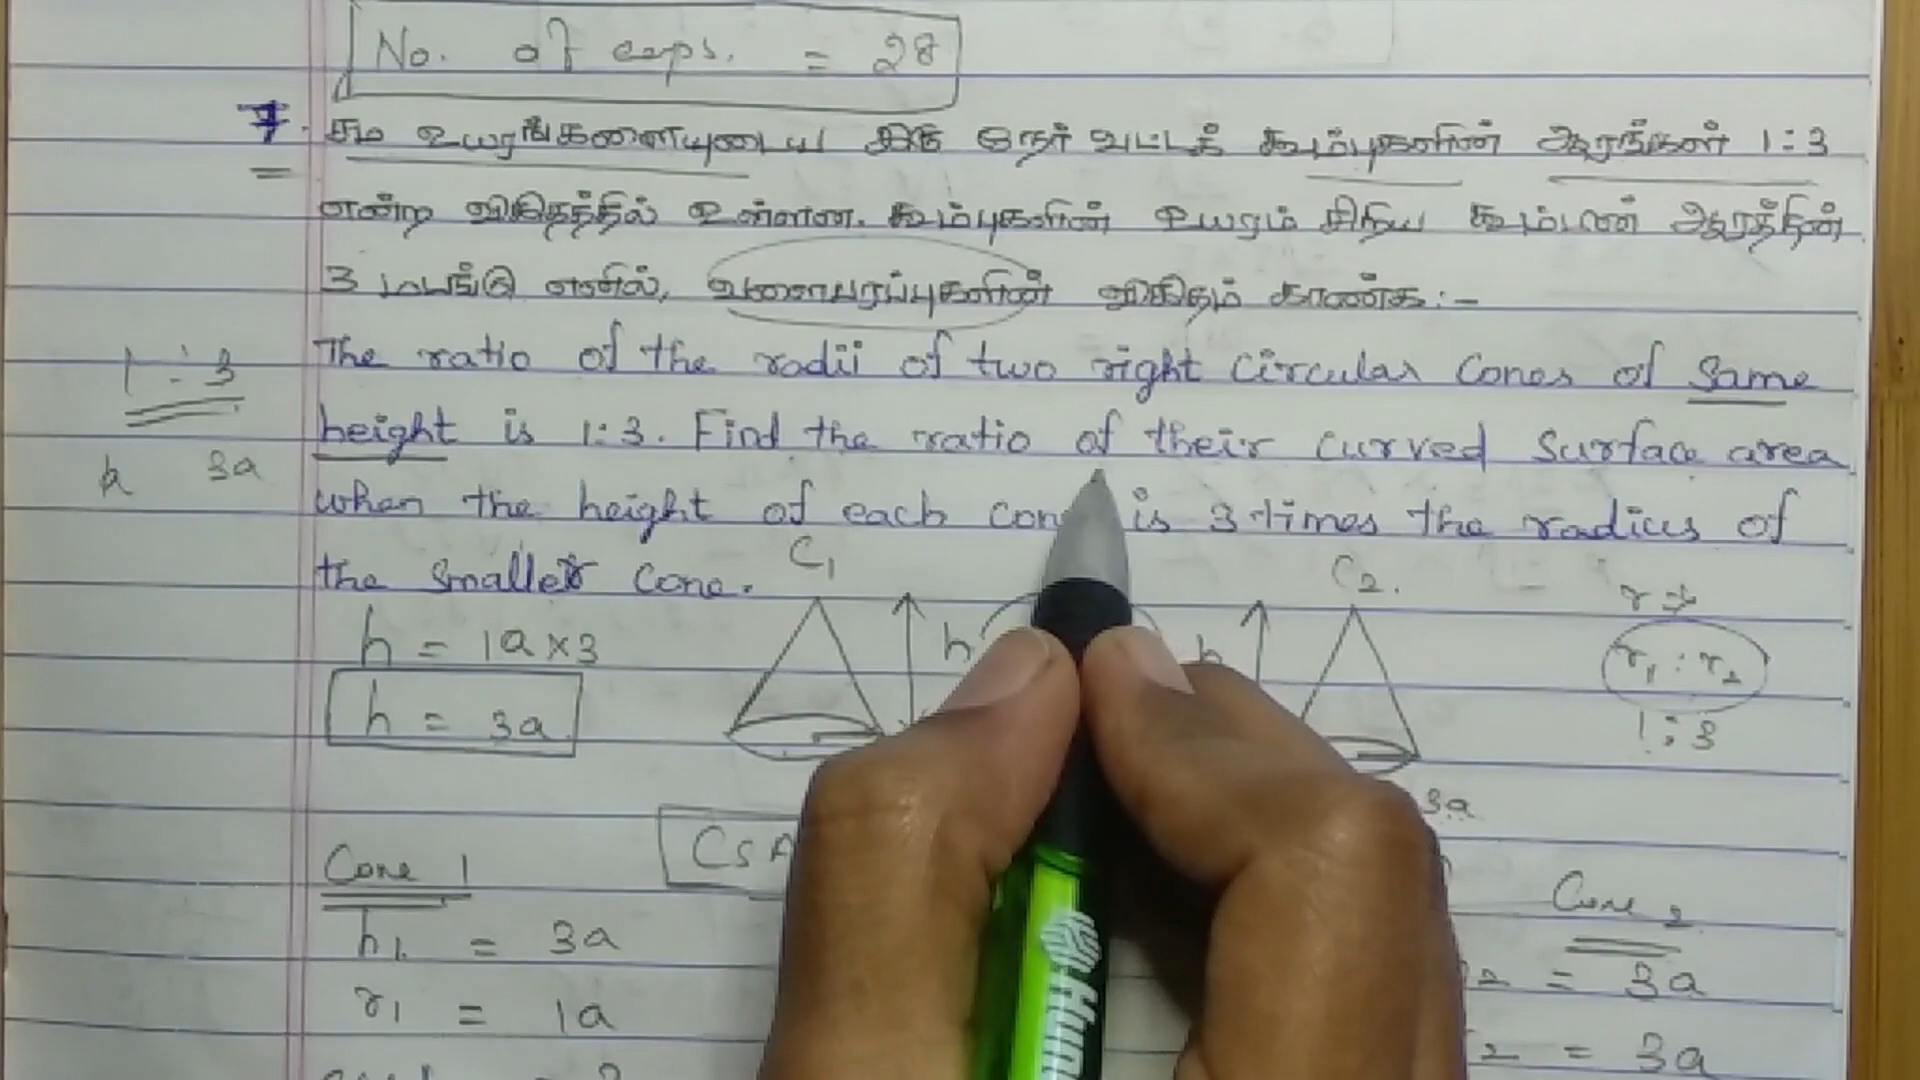 No. of caps. = 28
7. சம உயரங்களையுடைய இரு நேர் வட்டக் கூம்புகளின் ஆரங்கள் 1:3
என்ற விகிதத்தில் உள்ளன. கூம்புகளின் உயரம் சிறிய கூம்பின் ஆரத்தின்
3 மடங்கு எனில், வளைபரப்புகளின் விகிதம் காண்க:-
1 : 3
The ratio of the radii of two right circular cones of same
height is 1:3. Find the ratio of their curved surface area
a 3a
when the height of each cone is 3 times the radius of
the smaller cone.
C1
C2.
h = 1a x 3
h
h
r ⇒
r1 : r2
h = 3a
1 : 3
3a
CSA
Cone 1
Cone 2
h1 = 3a
2 = 3a
r1 = 1a
2 = 3a